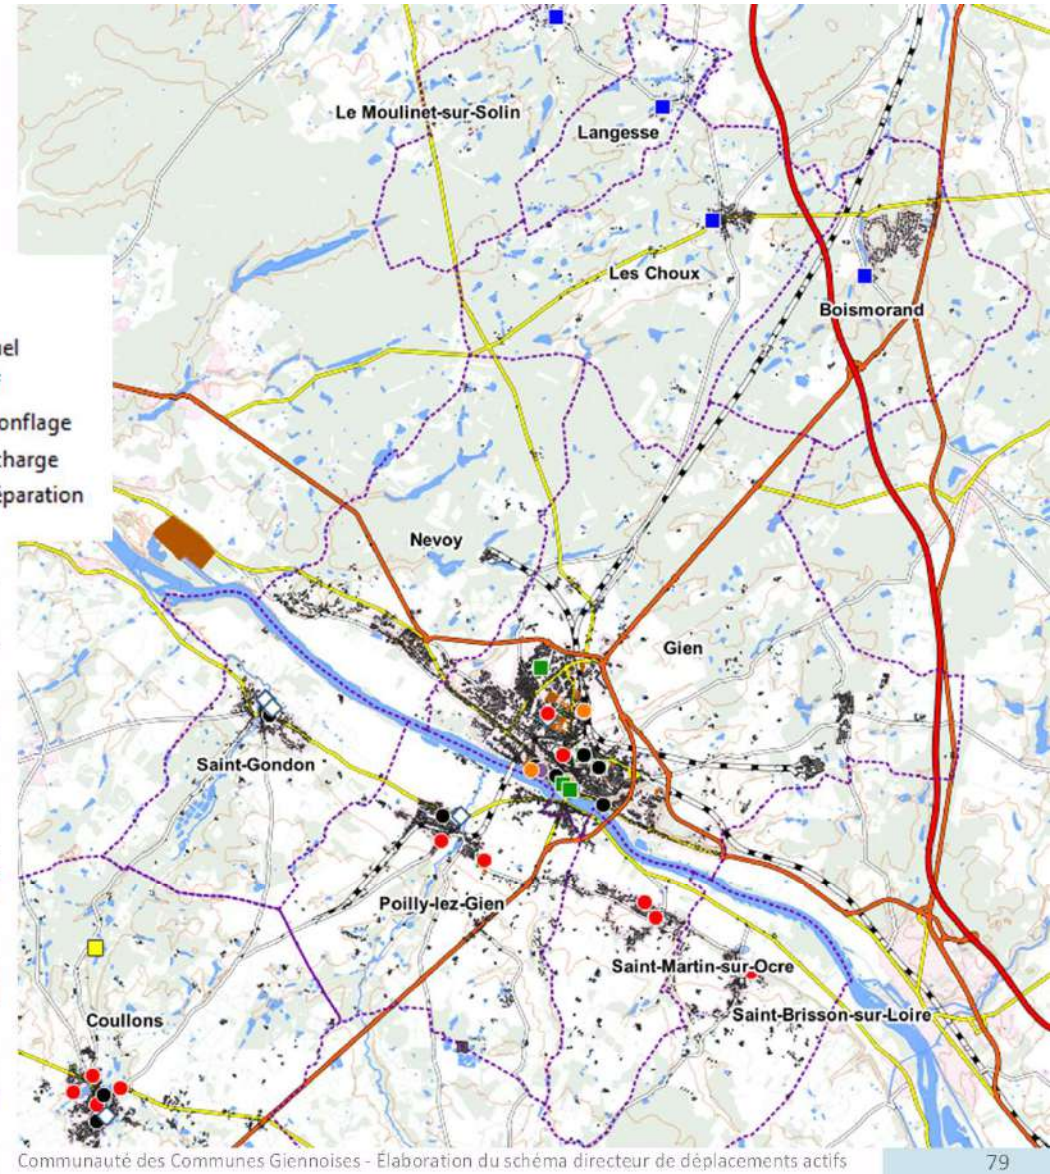 Le Moulinet-sur-Solin
Langesse
Les Choux
Boismorand
uel
onflage
charge
éparation
Nevoy
Gien
Saint-Gondon
Poilly-lez-Gien
Saint-Martin-sur-Ocre
Coullons
Saint-Brisson-sur-Loire
Communauté des Communes Giennoises - Élaboration du schéma directeur de déplacements actifs
79